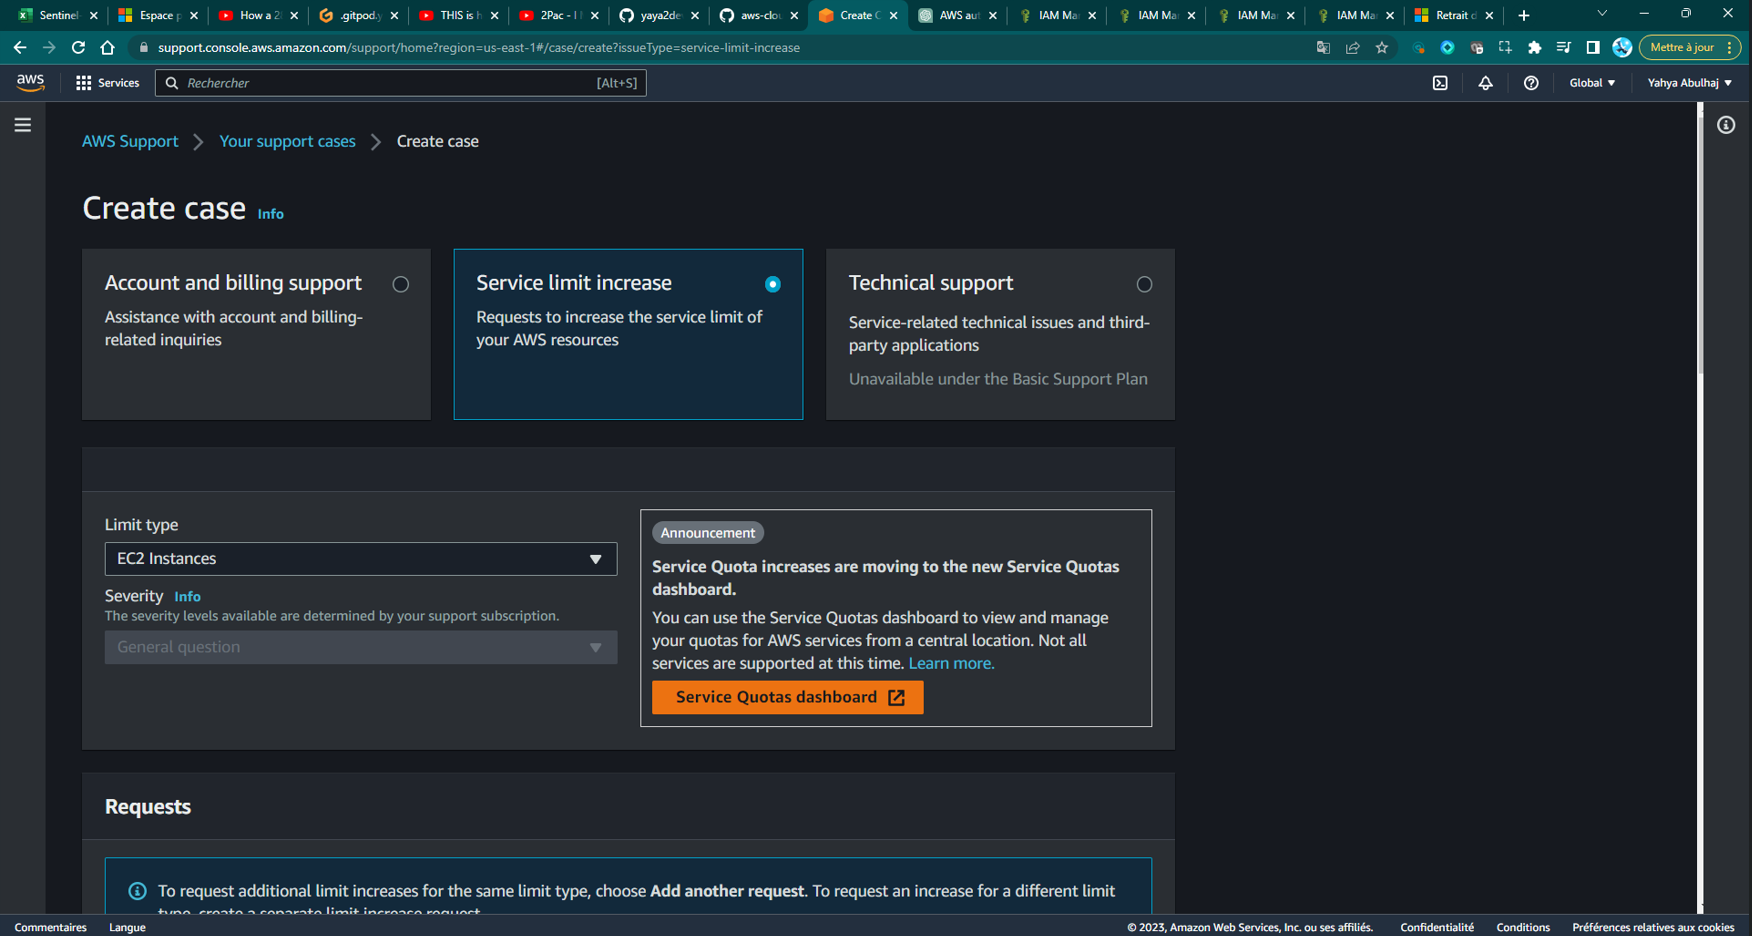 Sentinel-
Espace p
How a 2
.gitpod.y
THIS is h
2Pac - I
yaya2de
aws-clou
Create C
AWS aut
IAM Ma
IAM Ma
IAM Ma
IAM Ma
Retrait d
support.console.aws.amazon.com/support/home?region=us-east-1#/case/create?issueType=service-limit-increase
Mettre à jour
aws
Services
Rechercher
[Alt+S]
Global
Yahya Abulhaj
AWS Support
Your support cases
Create case
Create case Info
Account and billing support
Assistance with account and billing-
related inquiries
Service limit increase
Requests to increase the service limit of
your AWS resources
Technical support
Service-related technical issues and third-
party applications
Unavailable under the Basic Support Plan
Limit type
EC2 Instances
Severity Info
The severity levels available are determined by your support subscription.
General question
Announcement
Service Quota increases are moving to the new Service Quotas
dashboard.
You can use the Service Quotas dashboard to view and manage
your quotas for AWS services from a central location. Not all
services are supported at this time. Learn more.
Service Quotas dashboard
Requests
To request additional limit increases for the same limit type, choose Add another request. To request an increase for a different limit
type, create a separate limit increase request.
Commentaires
Langue
© 2023, Amazon Web Services, Inc. ou ses affiliés.
Confidentialité
Conditions
Préférences relatives aux cookies